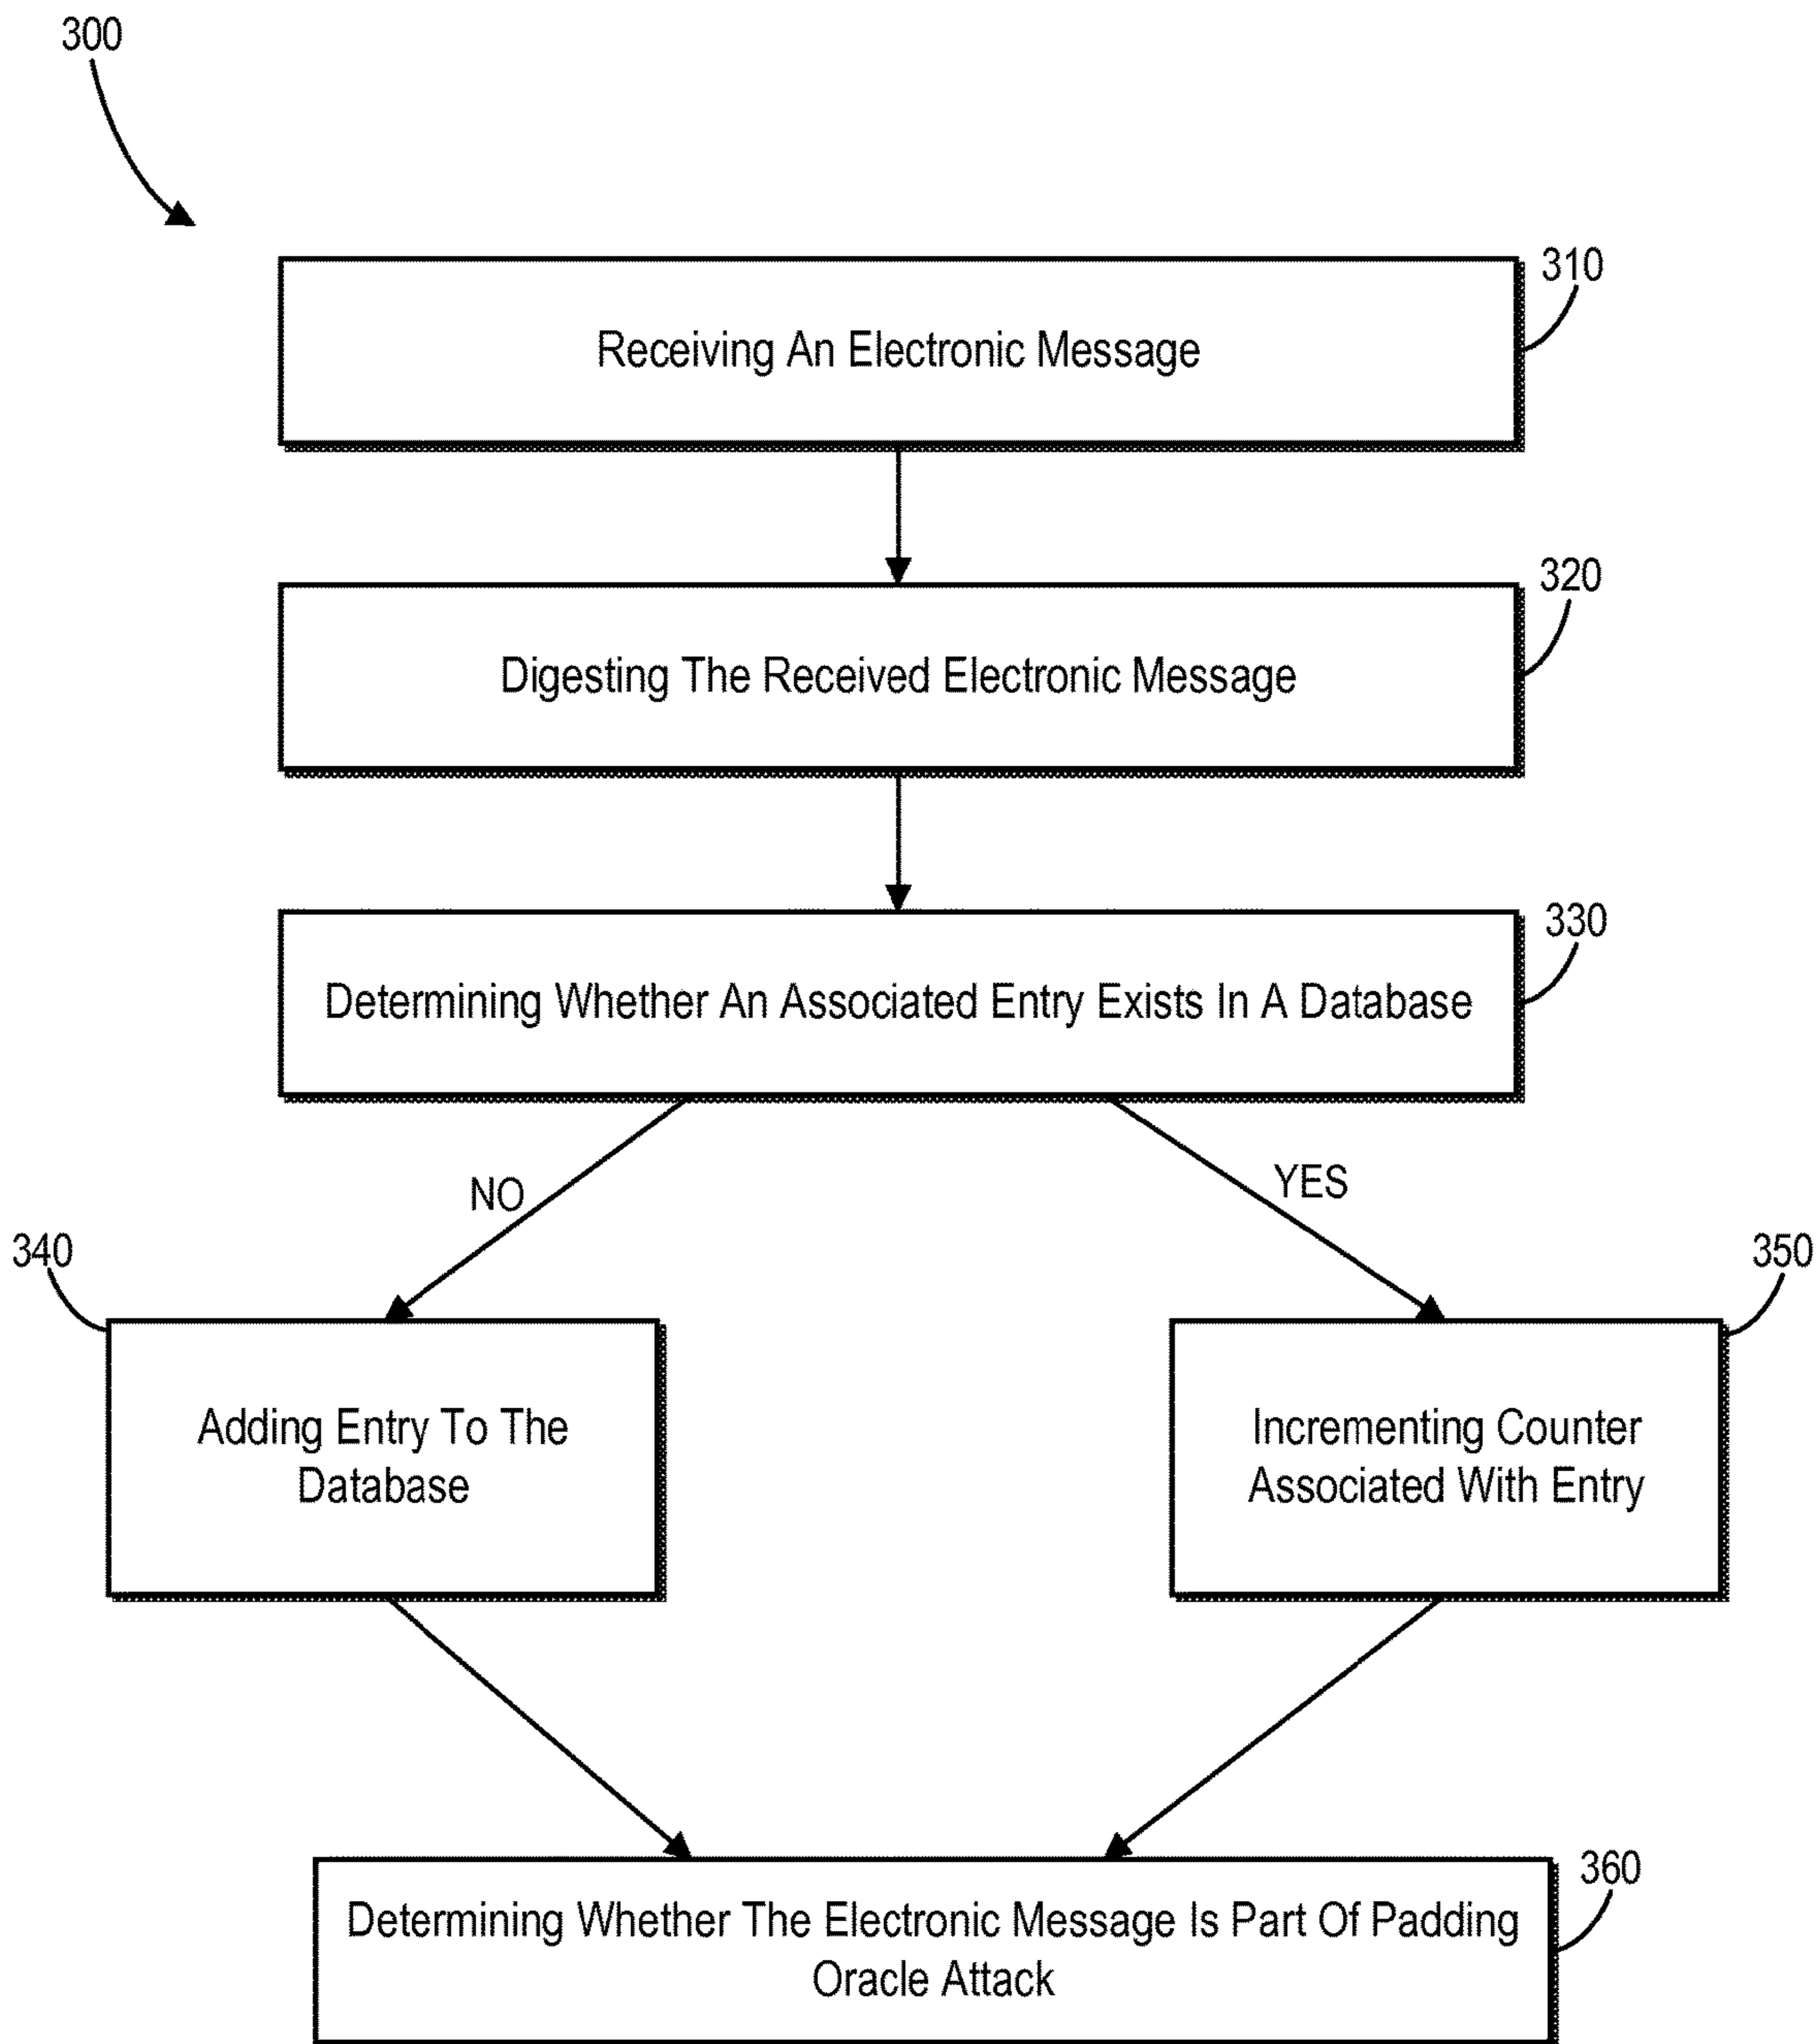 300
310
Receiving An Electronic Message
320
Digesting The Received Electronic Message
330
Determining Whether An Associated Entry Exists In A Database
NO
YES
340
350
Adding Entry To The
Database
Incrementing Counter
Associated With Entry
360
Determining Whether The Electronic Message Is Part Of Padding
Oracle Attack